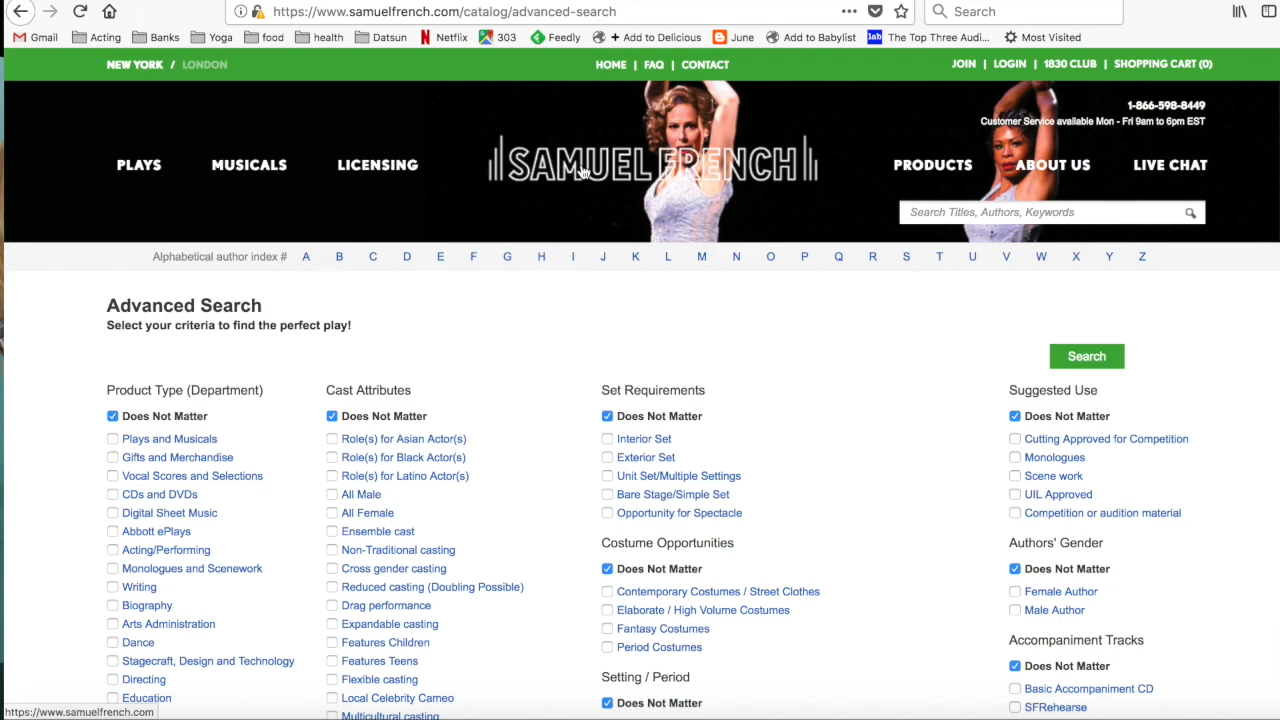 https://www.samuelfrench.com/catalog/advanced-search
Search
Gmail Acting Banks Yoga food health Datsun Netflix 303 Feedly + Add to Delicious June Add to Babylist lab The Top Three Audi... Most Visited
NEW YORK / LONDON
HOME | FAQ | CONTACT
JOIN | LOGIN | 1830 CLUB | SHOPPING CART (0)
1-866-598-8449
Customer Service available Mon - Fri 9am to 6pm EST
PLAYS MUSICALS LICENSING
SAMUEL FRENCH
PRODUCTS ABOUT US LIVE CHAT
Search Titles, Authors, Keywords
Alphabetical author index # A B C D E F G H I J K L M N O P Q R S T U V W X Y Z
Advanced Search
Select your criteria to find the perfect play!
Search
Product Type (Department)
Does Not Matter
Plays and Musicals
Gifts and Merchandise
Vocal Scores and Selections
CDs and DVDs
Digital Sheet Music
Abbott ePlays
Acting/Performing
Monologues and Scenework
Writing
Biography
Arts Administration
Dance
Stagecraft, Design and Technology
Directing
Education
Cast Attributes
Does Not Matter
Role(s) for Asian Actor(s)
Role(s) for Black Actor(s)
Role(s) for Latino Actor(s)
All Male
All Female
Ensemble cast
Non-Traditional casting
Cross gender casting
Reduced casting (Doubling Possible)
Drag performance
Expandable casting
Features Children
Features Teens
Flexible casting
Local Celebrity Cameo
Multicultural casting
Set Requirements
Does Not Matter
Interior Set
Exterior Set
Unit Set/Multiple Settings
Bare Stage/Simple Set
Opportunity for Spectacle
Costume Opportunities
Does Not Matter
Contemporary Costumes / Street Clothes
Elaborate / High Volume Costumes
Fantasy Costumes
Period Costumes
Setting / Period
Does Not Matter
Suggested Use
Does Not Matter
Cutting Approved for Competition
Monologues
Scene work
UIL Approved
Competition or audition material
Authors' Gender
Does Not Matter
Female Author
Male Author
Accompaniment Tracks
Does Not Matter
Basic Accompaniment CD
SFRehearse
https://www.samuelfrench.com